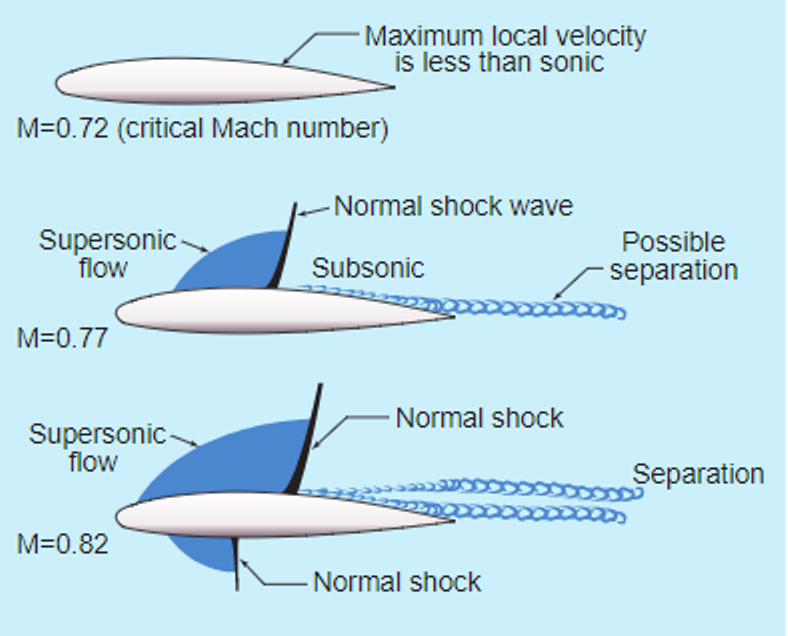 Maximum local velocity
is less than sonic
M=0.72 (critical Mach number)
Normal shock wave
Supersonic
flow
Subsonic
Possible
separation
M=0.77
Supersonic
flow
Normal shock
Separation
M=0.82
Normal shock